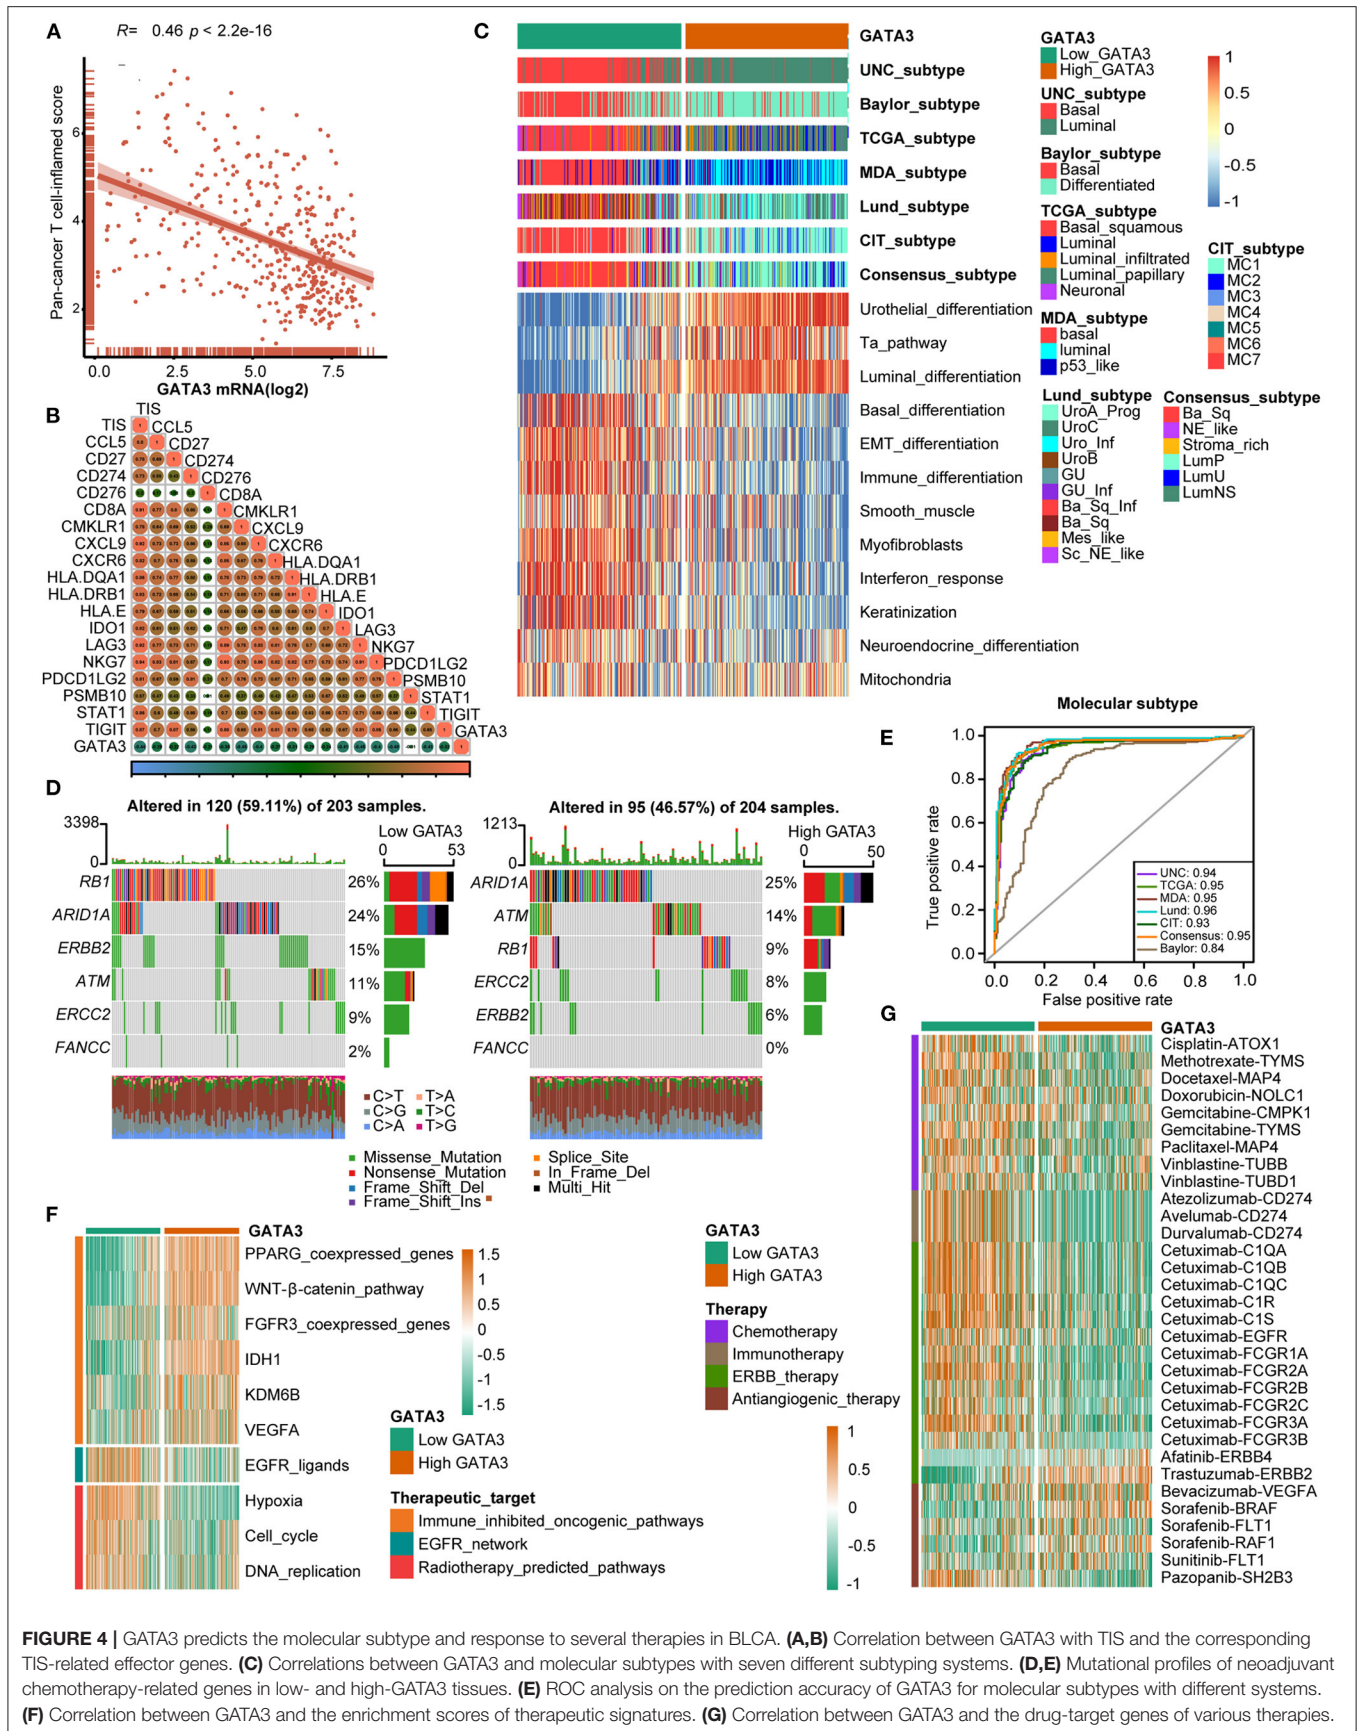 A
R= 0.46 p < 2.2e-16
Pan-cancer T cell-inflamed score
6
4
2
0.0 2.5 5.0 7.5
GATA3 mRNA(log2)
B
TIS
TIS CCL5
CCL5 CD27
CD27 CD274
CD274 CD276
CD276 CD8A
CD8A CMKLR1
CMKLR1 CXCL9
CXCL9 CXCR6
CXCR6 HLA.DQA1
HLA.DQA1 HLA.DRB1
HLA.DRB1 HLA.E
HLA.E IDO1
IDO1 LAG3
LAG3 NKG7
NKG7 PDCD1LG2
PDCD1LG2 PSMB10
PSMB10 STAT1
STAT1 TIGIT
TIGIT GATA3
GATA3
C
GATA3
UNC_subtype
Baylor_subtype
TCGA_subtype
MDA_subtype
Lund_subtype
CIT_subtype
Consensus_subtype
Urothelial_differentiation
Ta_pathway
Luminal_differentiation
Basal_differentiation
EMT_differentiation
Immune_differentiation
Smooth_muscle
Myofibroblasts
Interferon_response
Keratinization
Neuroendocrine_differentiation
Mitochondria
GATA3
Low_GATA3
High_GATA3
UNC_subtype
Basal
Luminal
Baylor_subtype
Basal
Differentiated
TCGA_subtype
Basal_squamous
Luminal
Luminal_infiltrated
Luminal_papillary
Neuronal
MDA_subtype
basal
luminal
p53_like
Lund_subtype
UroA_Prog
UroC
Uro_Inf
UroB
GU
GU_Inf
Ba_Sq_Inf
Ba_Sq
Mes_like
Sc_NE_like
1
0.5
0
-0.5
-1
CIT_subtype
MC1
MC2
MC3
MC4
MC5
MC6
MC7
Consensus_subtype
Ba_Sq
NE_like
Stroma_rich
LumP
LumU
LumNS
D
Altered in 120 (59.11%) of 203 samples.
3398
0
Low GATA3
0 53
RB1 26%
ARID1A 24%
ERBB2 15%
ATM 11%
ERCC2 9%
FANCC 2%
Altered in 95 (46.57%) of 204 samples.
1213
0
High GATA3
0 50
ARID1A 25%
ATM 14%
RB1 9%
ERCC2 8%
ERBB2 6%
FANCC 0%
C>T T>A
C>G T>C
C>A T>G
Missense_Mutation Splice_Site
Nonsense_Mutation In_Frame_Del
Frame_Shift_Del Multi_Hit
Frame_Shift_Ins
E
Molecular subtype
True positive rate
1.0
0.8
0.6
0.4
0.2
0.0
UNC: 0.94
TCGA: 0.95
MDA: 0.95
Lund: 0.96
CIT: 0.93
Consensus: 0.95
Baylor: 0.84
0.0 0.2 0.4 0.6 0.8 1.0
False positive rate
F
GATA3
PPARG_coexpressed_genes
WNT-β-catenin_pathway
FGFR3_coexpressed_genes
IDH1
KDM6B
VEGFA
EGFR_ligands
Hypoxia
Cell_cycle
DNA_replication
1.5
1
0.5
0
-0.5
-1
-1.5
GATA3
Low GATA3
High GATA3
Therapeutic_target
Immune_inhibited_oncogenic_pathways
EGFR_network
Radiotherapy_predicted_pathways
GATA3
Low GATA3
High GATA3
Therapy
Chemotherapy
Immunotherapy
ERBB_therapy
Antiangiogenic_therapy
1
0.5
0
-0.5
-1
G
GATA3
Cisplatin-ATOX1
Methotrexate-TYMS
Docetaxel-MAP4
Doxorubicin-NOLC1
Gemcitabine-CMPK1
Gemcitabine-TYMS
Paclitaxel-MAP4
Vinblastine-TUBB
Vinblastine-TUBD1
Atezolizumab-CD274
Avelumab-CD274
Durvalumab-CD274
Cetuximab-C1QA
Cetuximab-C1QB
Cetuximab-C1QC
Cetuximab-C1R
Cetuximab-C1S
Cetuximab-EGFR
Cetuximab-FCGR1A
Cetuximab-FCGR2A
Cetuximab-FCGR2B
Cetuximab-FCGR2C
Cetuximab-FCGR3A
Cetuximab-FCGR3B
Afatinib-ERBB4
Trastuzumab-ERBB2
Bevacizumab-VEGFA
Sorafenib-BRAF
Sorafenib-FLT1
Sorafenib-RAF1
Sunitinib-FLT1
Pazopanib-SH2B3
FIGURE 4 | GATA3 predicts the molecular subtype and response to several therapies in BLCA. (A,B) Correlation between GATA3 with TIS and the corresponding
TIS-related effector genes. (C) Correlations between GATA3 and molecular subtypes with seven different subtyping systems. (D,E) Mutational profiles of neoadjuvant
chemotherapy-related genes in low- and high-GATA3 tissues. (E) ROC analysis on the prediction accuracy of GATA3 for molecular subtypes with different systems.
(F) Correlation between GATA3 and the enrichment scores of therapeutic signatures. (G) Correlation between GATA3 and the drug-target genes of various therapies.